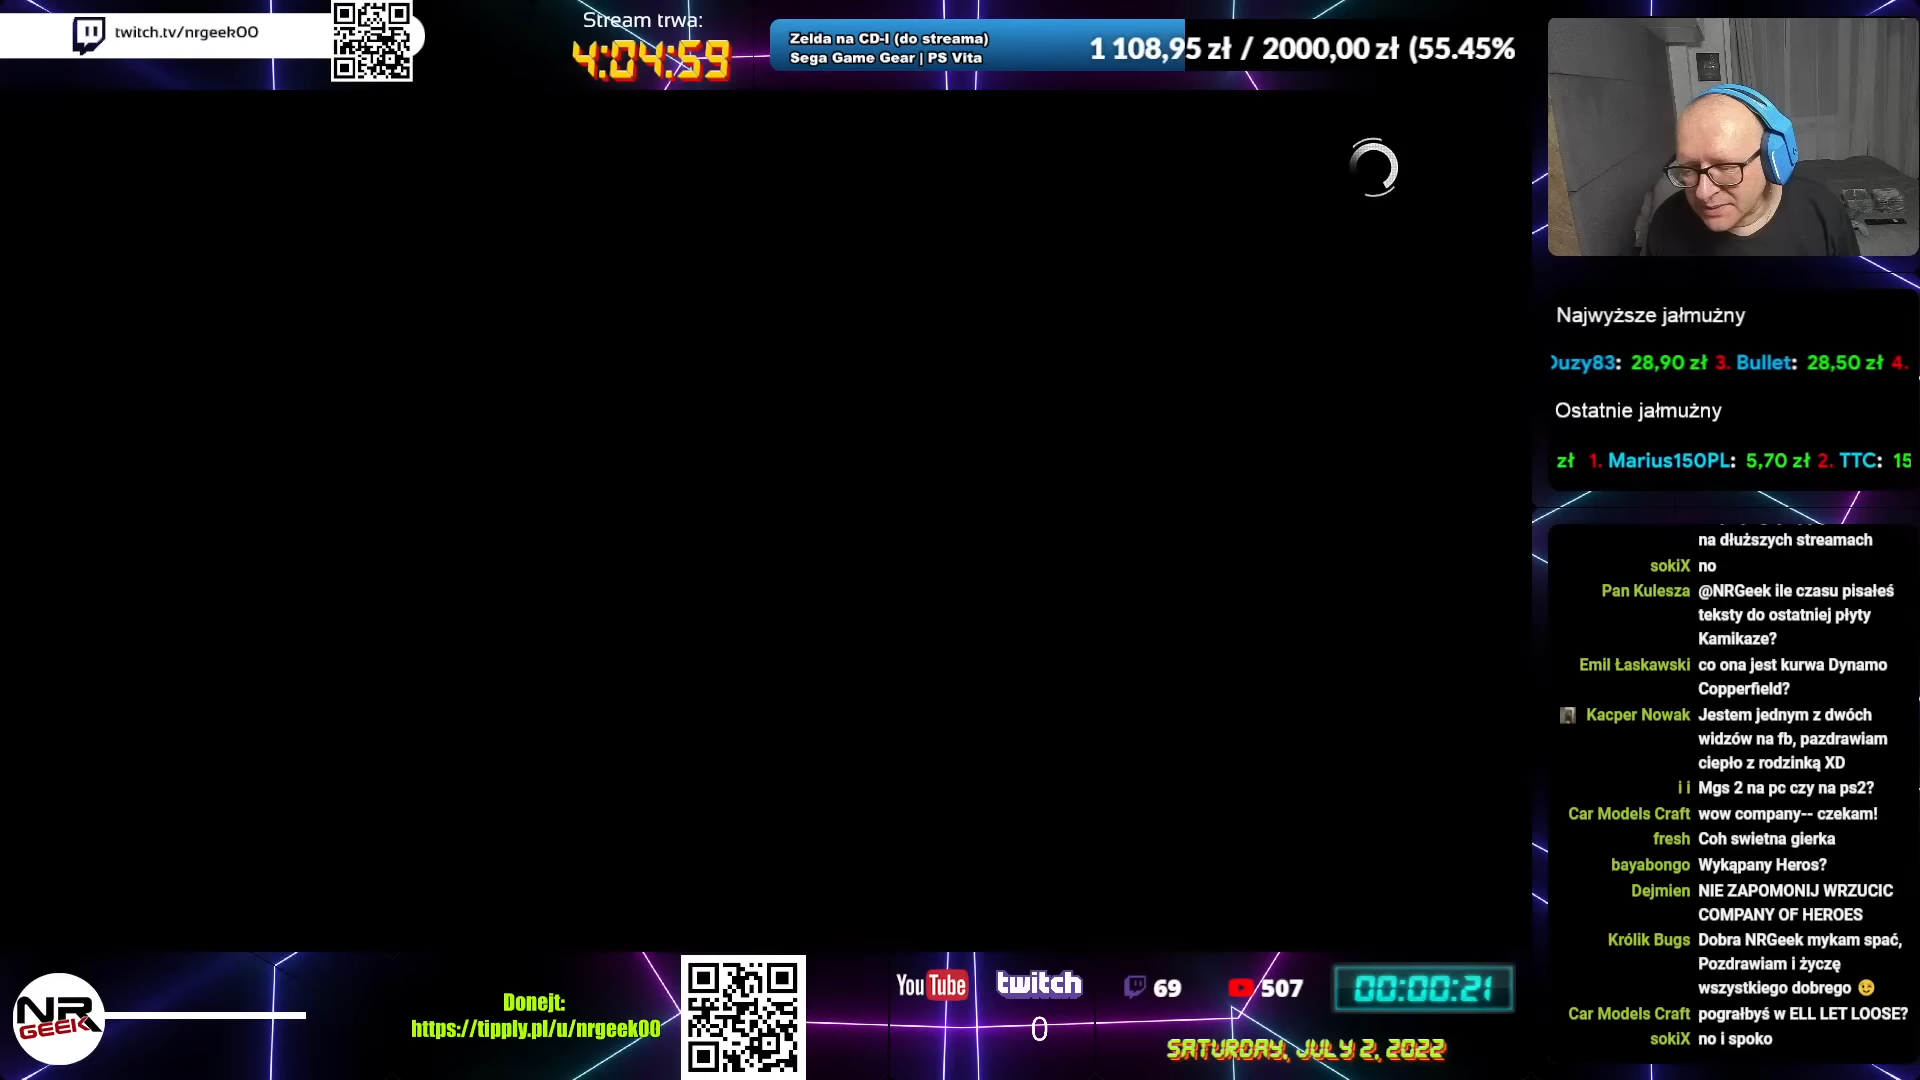 twitch.tv/nrgeek00
Stream trwa:
4:04:59
Zelda na CD-I (do streama)
Sega Game Gear | PS Vita
1 108,95 zł / 2000,00 zł (55.45%
Najwyższe jałmużny
Duzy83: 28,90 zł 3. Bullet: 28,50 zł 4.
Ostatnie jałmużny
zł 1. Marius150PL: 5,70 zł 2. TTC: 15
na dłuższych streamach
sokiX no
Pan Kulesza @NRGeek ile czasu pisałeś
teksty do ostatniej płyty
Kamikaze?
Emil Łaskawski co ona jest kurwa Dynamo
Copperfield?
Kacper Nowak Jestem jednym z dwóch
widzów na fb, pazdrawiam
ciepło z rodzinką XD
i i Mgs 2 na pc czy na ps2?
Car Models Craft wow company-- czekam!
fresh Coh swietna gierka
bayabongo Wykąpany Heros?
Dejmien NIE ZAPOMONIJ WRZUCIC
COMPANY OF HEROES
Królik Bugs Dobra NRGeek mykam spać,
Pozdrawiam i życzę
wszystkiego dobrego 😉
Car Models Craft pograłbyś w ELL LET LOOSE?
sokiX no i spoko
NR
GEEK
Donejt:
https://tipply.pl/u/nrgeek00
YouTube
twitch
0
69
507
00:00:21
SATURDAY, JULY 2, 2022